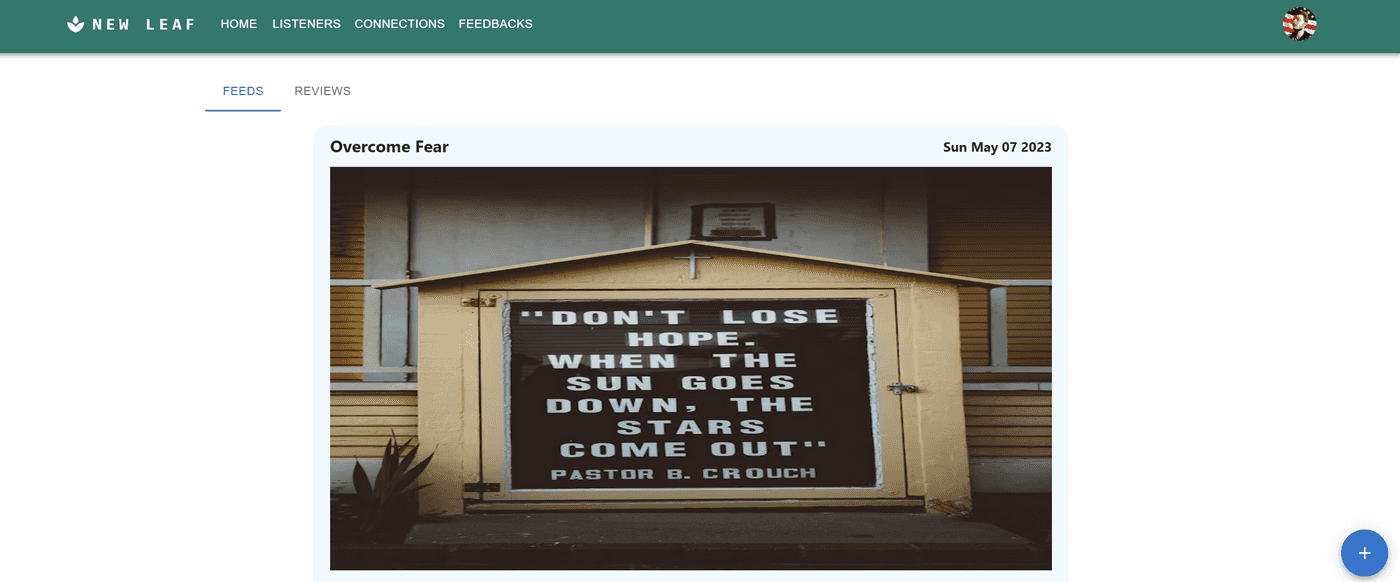 NEW LEAF HOME LISTENERS CONNECTIONS FEEDBACKS
FEEDS REVIEWS
Overcome Fear Sun May 07 2023
"DON'T LOSE
HOPE.
WHEN THE
SUN GOES
DOWN, THE
STARS
COME OUT"
PASTOR B. CROUCH